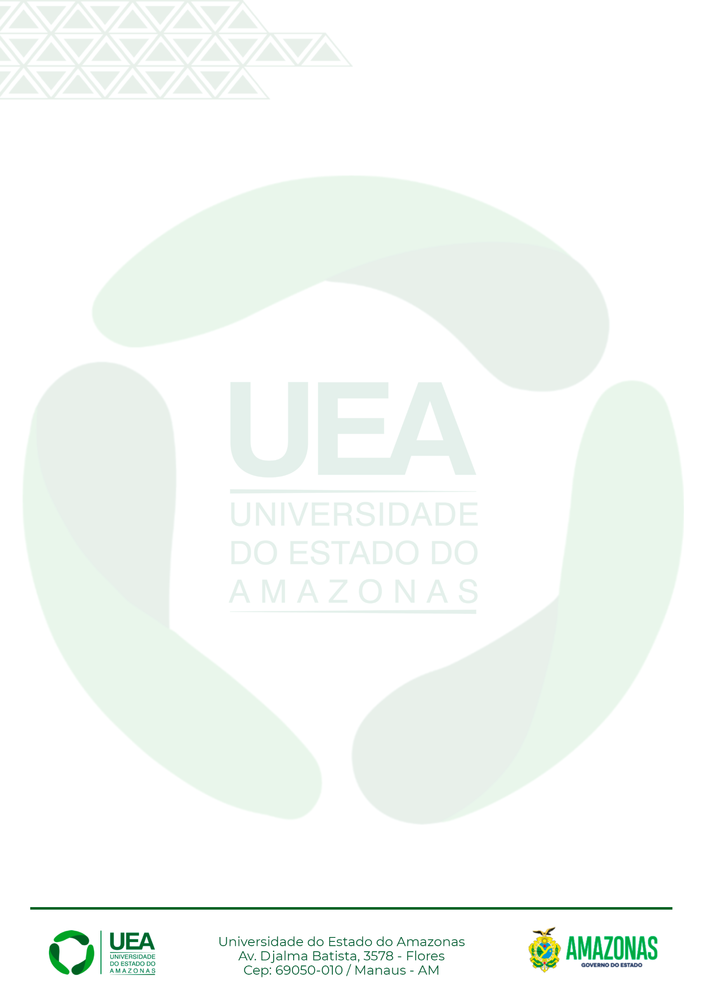 UEA
UNIVERSIDADE
DO ESTADO DO
AMAZONAS
UEA
UNIVERSIDADE
DO ESTADO DO
AMAZONAS
Universidade do Estado do Amazonas
Av. Djalma Batista, 3578 - Flores
Cep: 69050-010 / Manaus - AM
AMAZONAS
GOVERNO DO ESTADO